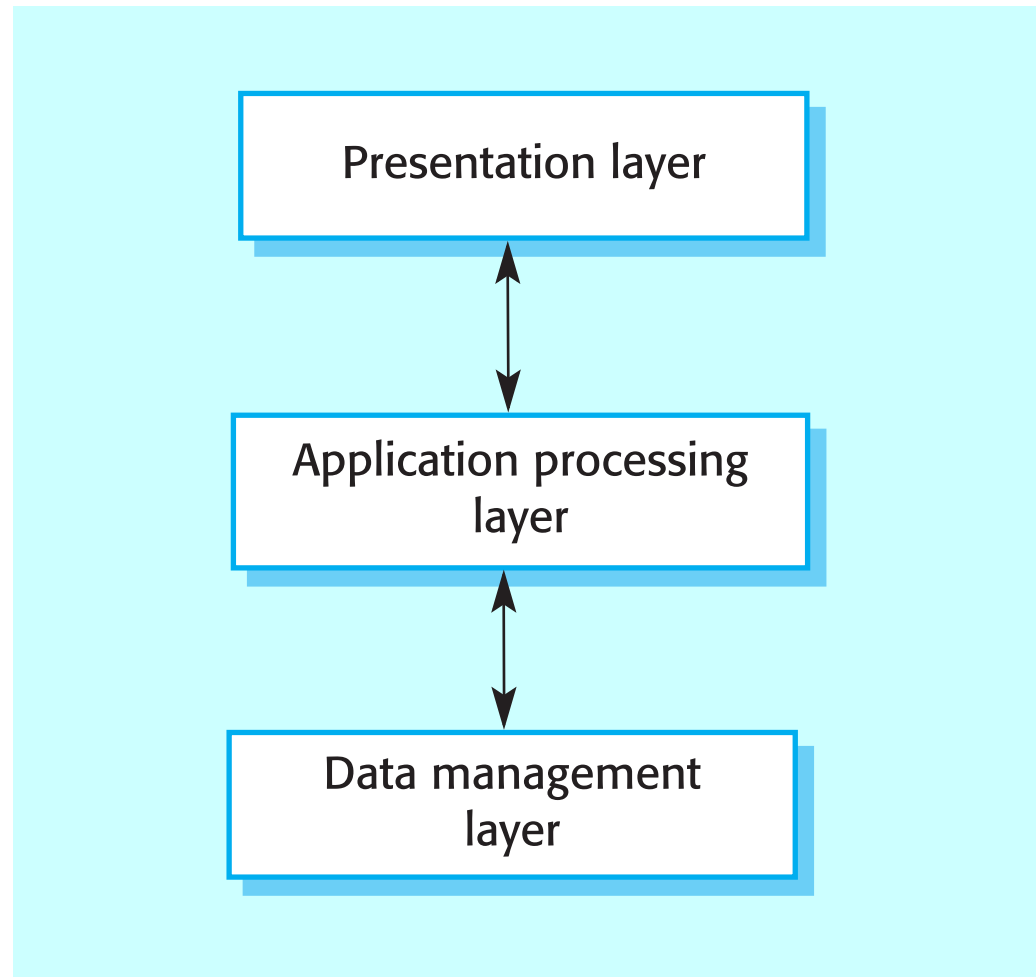 Presentation layer
Application processing
layer
Data management
layer